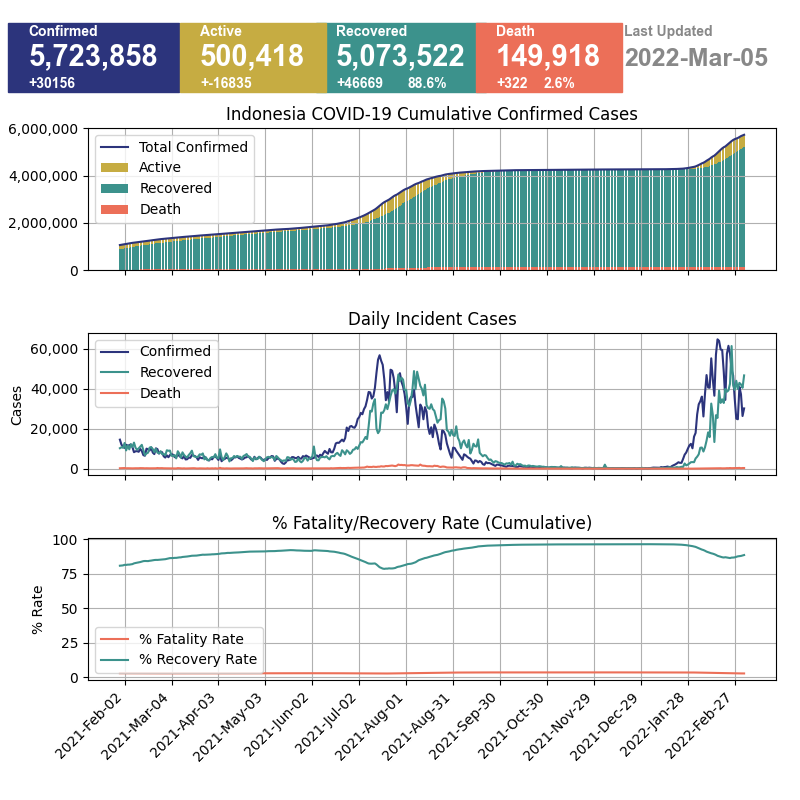 Confirmed
5,723,858
+30156
Active
500,418
+-16835
Recovered
5,073,522
+46669 88.6%
Death
149,918
+322 2.6%
Last Updated
2022-Mar-05
Indonesia COVID-19 Cumulative Confirmed Cases
6,000,000
4,000,000
2,000,000
0
Total Confirmed
Active
Recovered
Death
Daily Incident Cases
Cases
60,000
40,000
20,000
0
Confirmed
Recovered
Death
% Fatality/Recovery Rate (Cumulative)
% Rate
100
75
50
25
0
% Fatality Rate
% Recovery Rate
2021-Feb-02
2021-Mar-04
2021-Apr-03
2021-May-03
2021-Jun-02
2021-Jul-02
2021-Aug-01
2021-Aug-31
2021-Sep-30
2021-Oct-30
2021-Nov-29
2021-Dec-29
2022-Jan-28
2022-Feb-27